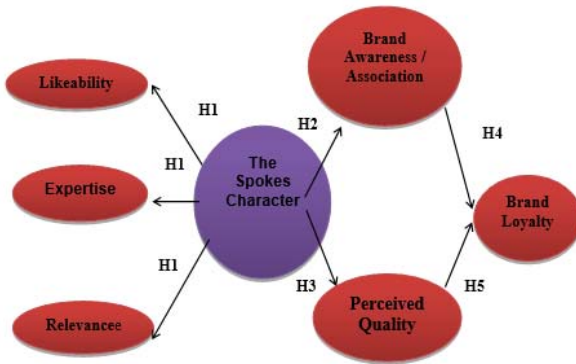 Brand
Awareness /
Association
Likeability
H1
H2
H4
H1
The
Spokes
Character
Expertise
Brand
Loyalty
H1
H3
H5
Perceived
Quality
Relevancee